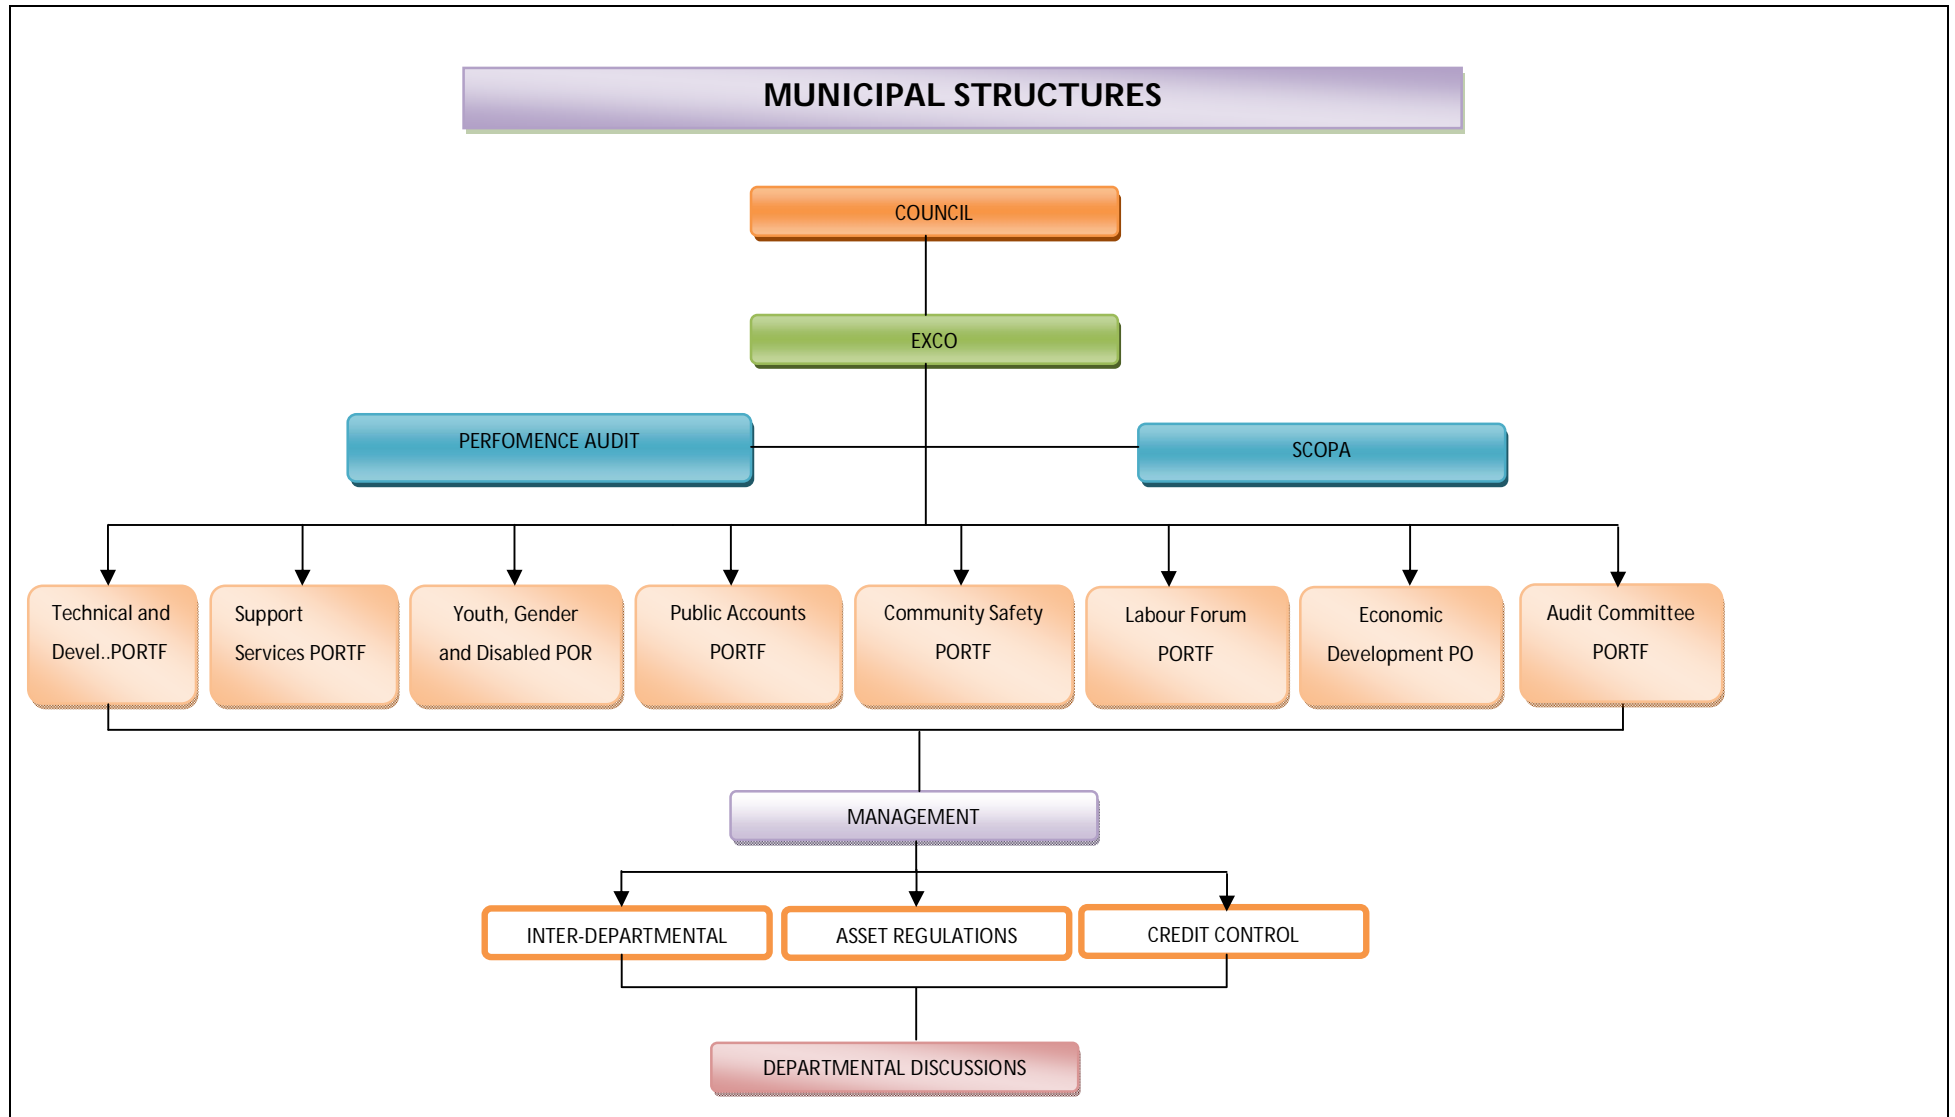 MUNICIPAL STRUCTURES
COUNCIL
EXCO
PERFOMENCE AUDIT
SCOPA
Technical and
Devel..PORTF
Support
Services PORTF
Youth, Gender
and Disabled POR
Public Accounts
PORTF
Community Safety
PORTF
Labour Forum
PORTF
Economic
Development PO
Audit Committee
PORTF
MANAGEMENT
INTER-DEPARTMENTAL
ASSET REGULATIONS
CREDIT CONTROL
DEPARTMENTAL DISCUSSIONS